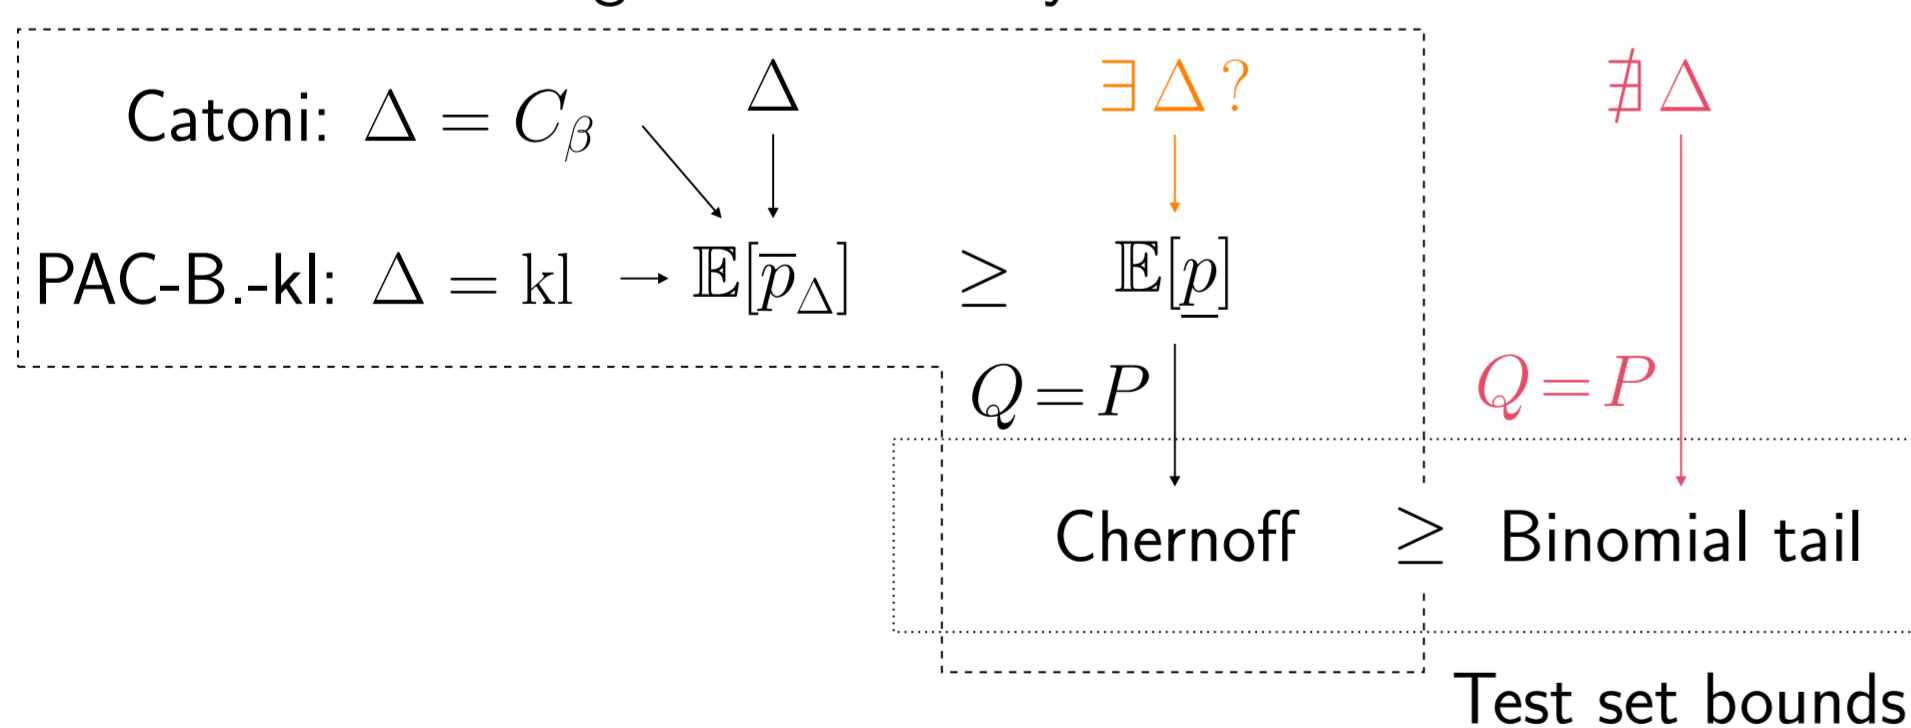 Δ ∃ Δ ? ∄ Δ
Catoni: Δ = C_β
PAC-B.-kl: Δ = kl → 𝔼[p̅_Δ] ≥ 𝔼[p̲]
Q = P Q = P
Chernoff ≥ Binomial tail
Test set bounds